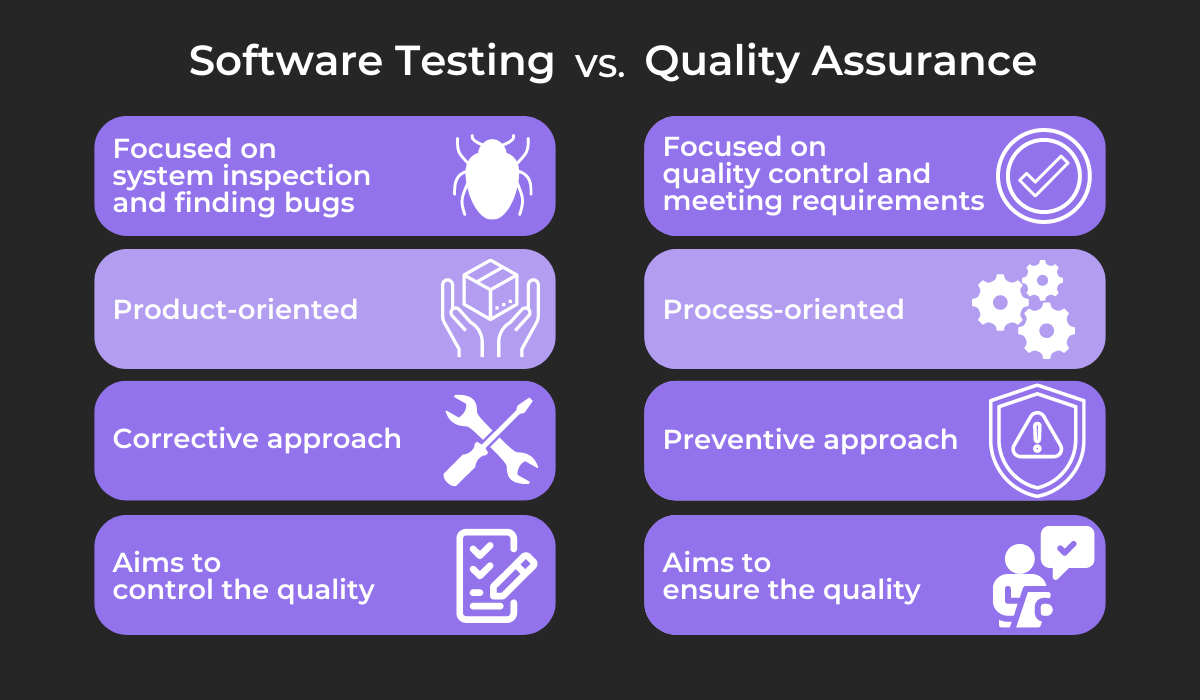 Software Testing vs. Quality Assurance
Focused on
system inspection
and finding bugs
Focused on
quality control and
meeting requirements
Product-oriented
Process-oriented
Corrective approach
Preventive approach
Aims to
control the quality
Aims to
ensure the quality